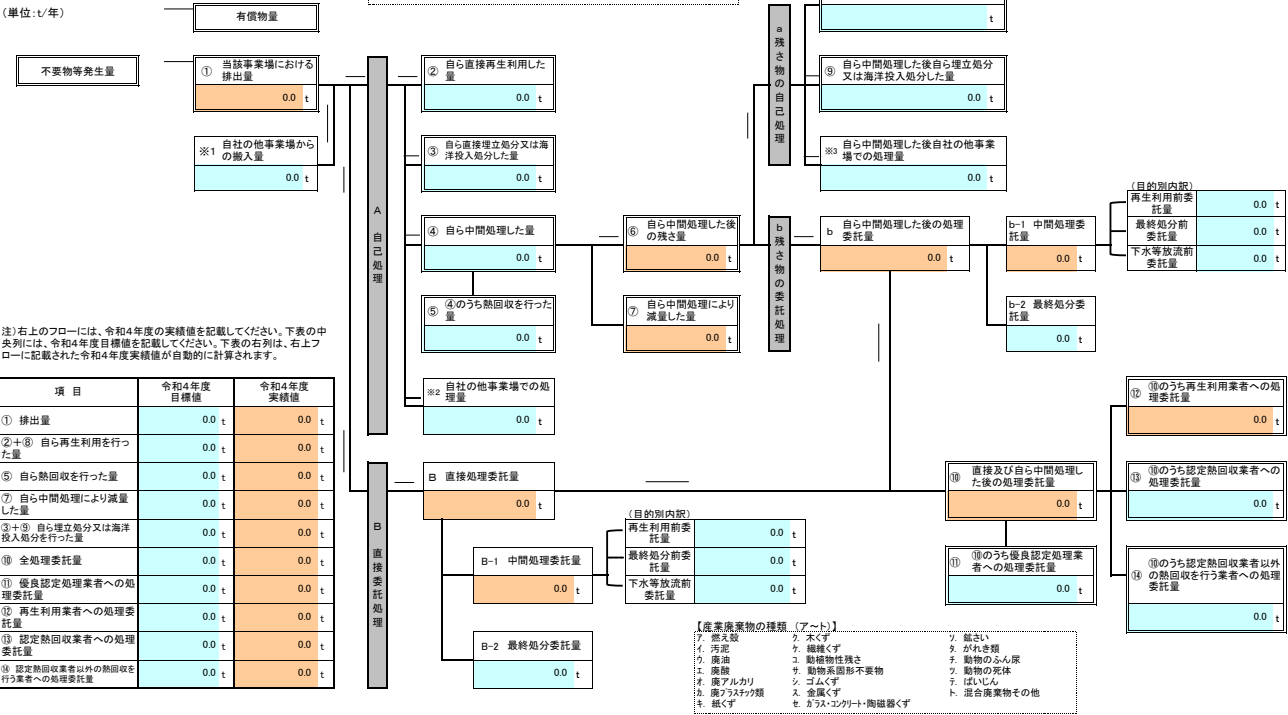 (単位:t/年)
有償物量
不要物等発生量
① 当該事業場における
排出量
0.0 t
※1 自社の他事業場から
の搬入量
0.0 t
A 自己処理
② 自ら直接再生利用した
量
0.0 t
③ 自ら直接埋立処分又は海
洋投入処分した量
0.0 t
④ 自ら中間処理した量
0.0 t
⑤ ④のうち熱回収を行った
量
0.0 t
※2 自社の他事業場での処
理量
0.0 t
⑥ 自ら中間処理した後
の残さ量
0.0 t
⑦ 自ら中間処理により
減量した量
0.0 t
a 残さ物の自己処理
t
⑨ 自ら中間処理した後自ら埋立処分
又は海洋投入処分した量
0.0 t
※3 自ら中間処理した後自社の他事業
場での処理量
0.0 t
b 残さ物の委託処理
b 自ら中間処理した後の処理
委託量
0.0 t
b-1 中間処理委
託量
0.0 t
b-2 最終処分委
託量
0.0 t
(目的別内訳)
再生利用前委
託量
0.0 t
最終処分前
委託量
0.0 t
下水等放流前
委託量
0.0 t
注)右上のフローには、令和4年度の実績値を記載してください。下表の中
央列には、令和4年度目標値を記載してください。下表の右列は、右上フ
ローに記載された令和4年度実績値が自動的に計算されます。
項 目 令和4年度
目標値 令和4年度
実績値
① 排出量 0.0 t 0.0 t
②+⑧ 自ら再生利用を行っ
た量 0.0 t 0.0 t
⑤ 自ら熱回収を行った量 0.0 t 0.0 t
⑦ 自ら中間処理により減量
した量 0.0 t 0.0 t
③+⑨ 自ら埋立処分又は海洋
投入処分を行った量 0.0 t 0.0 t
⑩ 全処理委託量 0.0 t 0.0 t
⑪ 優良認定処理業者への処
理委託量 0.0 t 0.0 t
⑫ 再生利用業者への処理委
託量 0.0 t 0.0 t
⑬ 認定熱回収業者への処理
委託量 0.0 t 0.0 t
⑭ 認定熱回収業者以外の熱回収を
行う業者への処理委託量 0.0 t 0.0 t
B 直接委託処理
B 直接処理委託量
0.0 t
B-1 中間処理委託量
0.0 t
B-2 最終処分委託量
0.0 t
(目的別内訳)
再生利用前委
託量
0.0 t
最終処分前委
託量
0.0 t
下水等放流前
委託量
0.0 t
⑩ 直接及び自ら中間処理し
た後の処理委託量
0.0 t
⑪ ⑩のうち優良認定処理業
者への処理委託量
0.0 t
⑫ ⑩のうち再生利用業者への処
理委託量
0.0 t
⑬ ⑩のうち認定熱回収業者への
処理委託量
0.0 t
⑭ ⑩のうち認定熱回収業者以外
の熱回収を行う業者への処理
委託量
0.0 t
【産業廃棄物の種類 (ア~ト)】
ア. 燃え殻 ク. 木くず ソ. 鉱さい
イ. 汚泥 ケ. 繊維くず タ. がれき類
ウ. 廃油 コ. 動植物性残さ チ. 動物のふん尿
エ. 廃酸 サ. 動物系固形不要物 ツ. 動物の死体
オ. 廃アルカリ シ. ゴムくず テ. ばいじん
カ. 廃プラスチック類 ス. 金属くず ト. 混合廃棄物その他
キ. 紙くず セ. ガラス・コンクリート・陶磁器くず